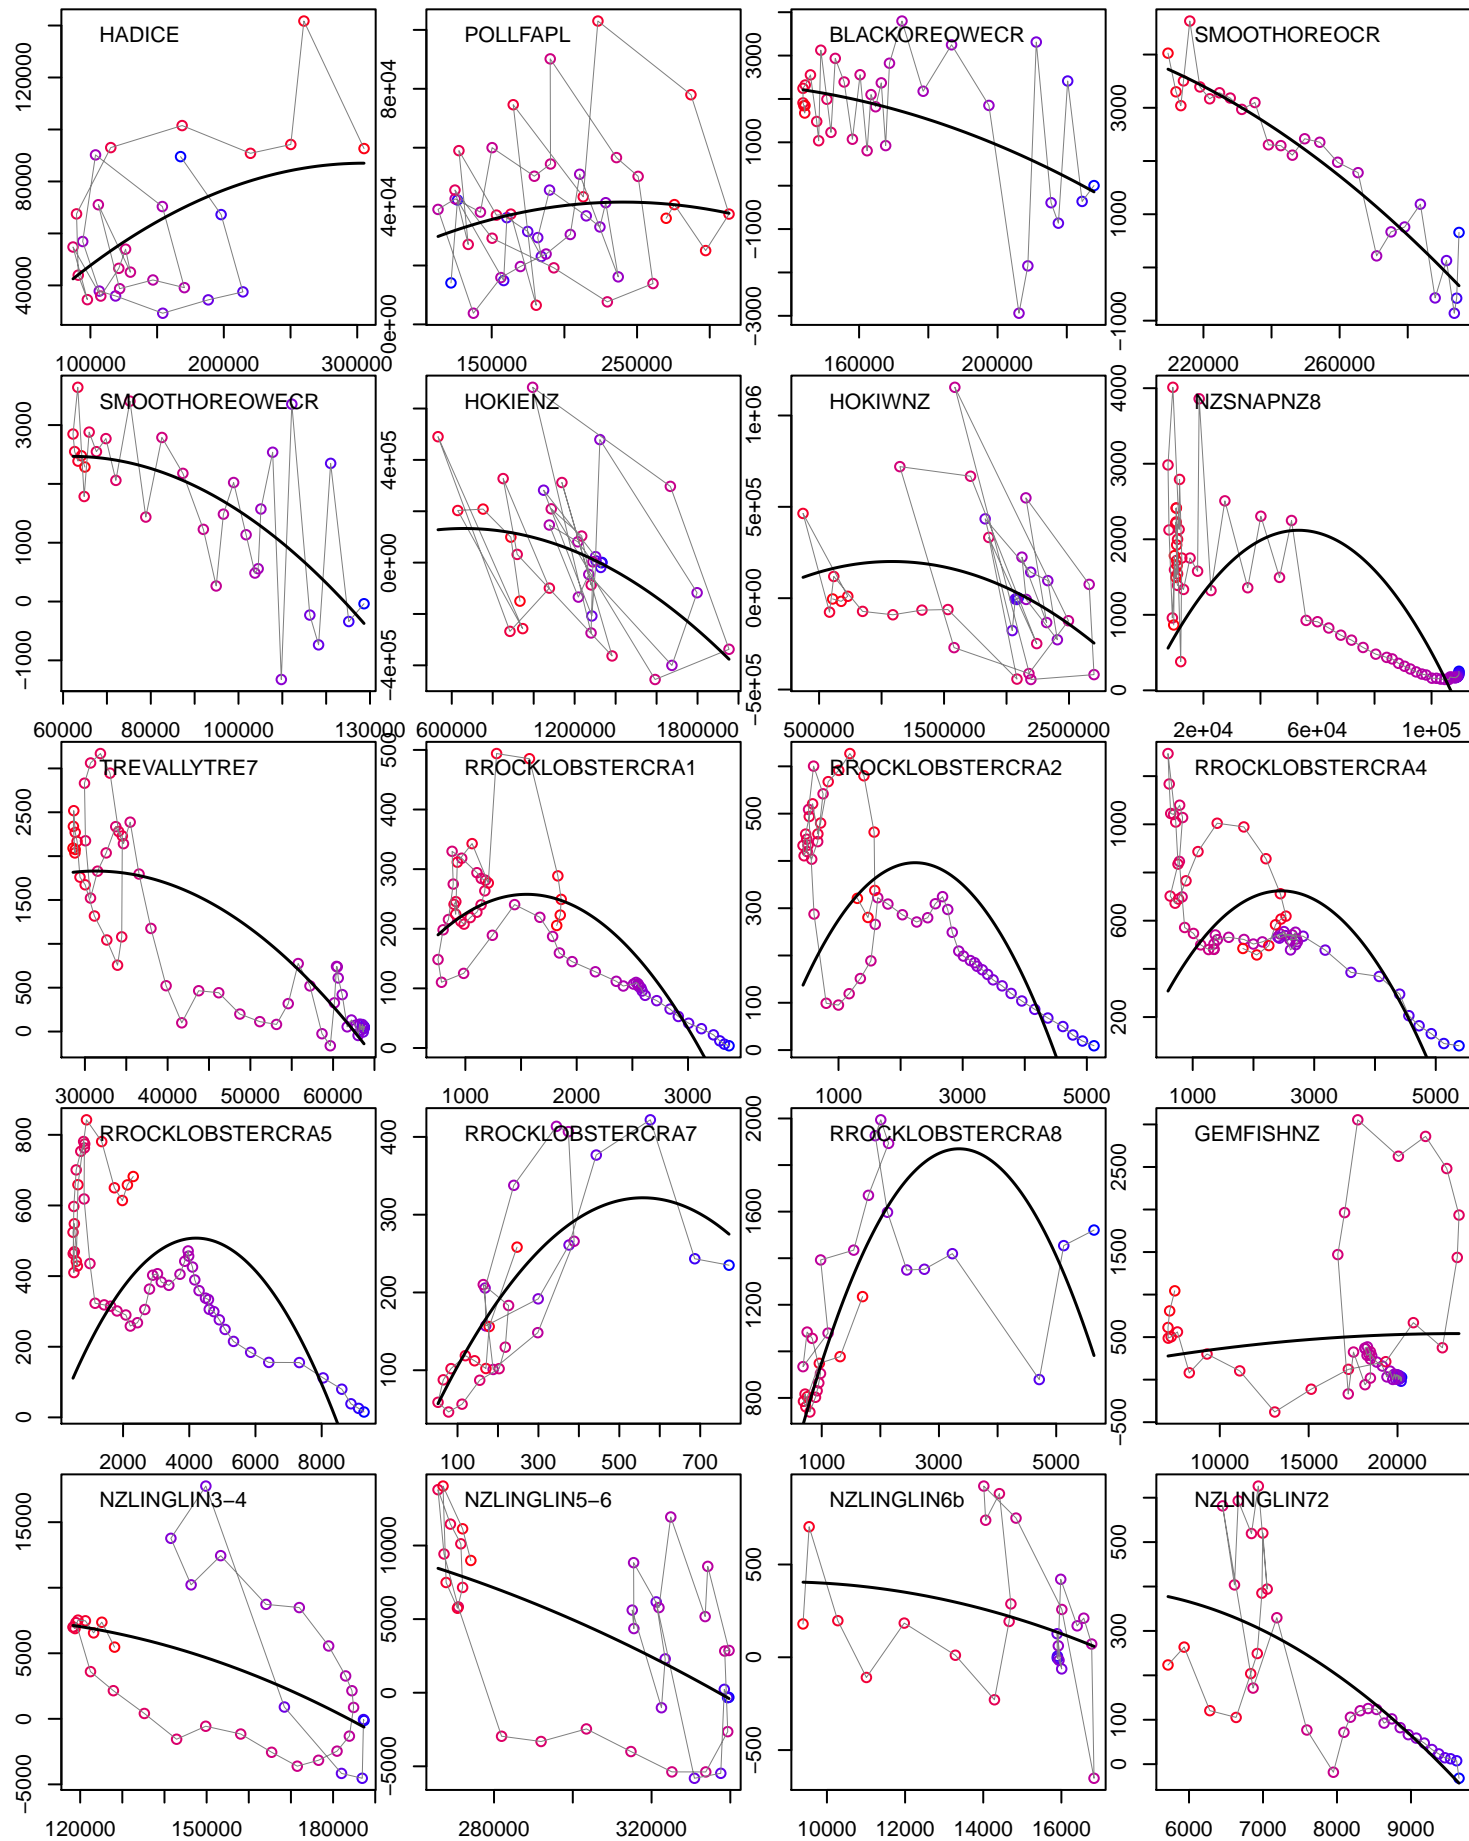 HADICE
40000 80000 120000
100000 200000 300000
POLLFAPL
0e+00 4e+04 8e+04
150000 250000
BLACKOREOWECR
−3000 −1000 1000 3000
160000 200000
SMOOTHOREOCR
−1000 1000 3000
220000 260000
SMOOTHOREOWECR
−1000 0 1000 3000
60000 80000 100000 130000
HOKIENZ
−4e+05 0e+00 4e+05
600000 1200000 1800000
HOKIWNZ
−5e+05 0e+00 5e+05 1e+06
500000 1500000 2500000
NZSNAPNZ8
0 1000 2000 3000 4000
2e+04 6e+04 1e+05
TREVALLYTRE7
0 500 1500 2500
30000 40000 50000 60000
RROCKLOBSTERCRA1
0 100 200 300 400 500
1000 2000 3000
RROCKLOBSTERCRA2
0 100 300 500
1000 3000 5000
RROCKLOBSTERCRA4
200 600 1000
1000 3000 5000
RROCKLOBSTERCRA5
0 200 400 600 800
2000 4000 6000 8000
RROCKLOBSTERCRA7
100 200 300 400
100 300 500 700
RROCKLOBSTERCRA8
800 1200 1600 2000
1000 3000 5000
GEMFISHNZ
−500 500 1500 2500
10000 15000 20000
NZLINGLIN3−4
−5000 0 5000 15000
120000 150000 180000
NZLINGLIN5−6
−5000 0 5000 10000
280000 320000
NZLINGLIN6b
−500 0 500
10000 12000 14000 16000
NZLINGLIN72
0 100 300 500
6000 7000 8000 9000